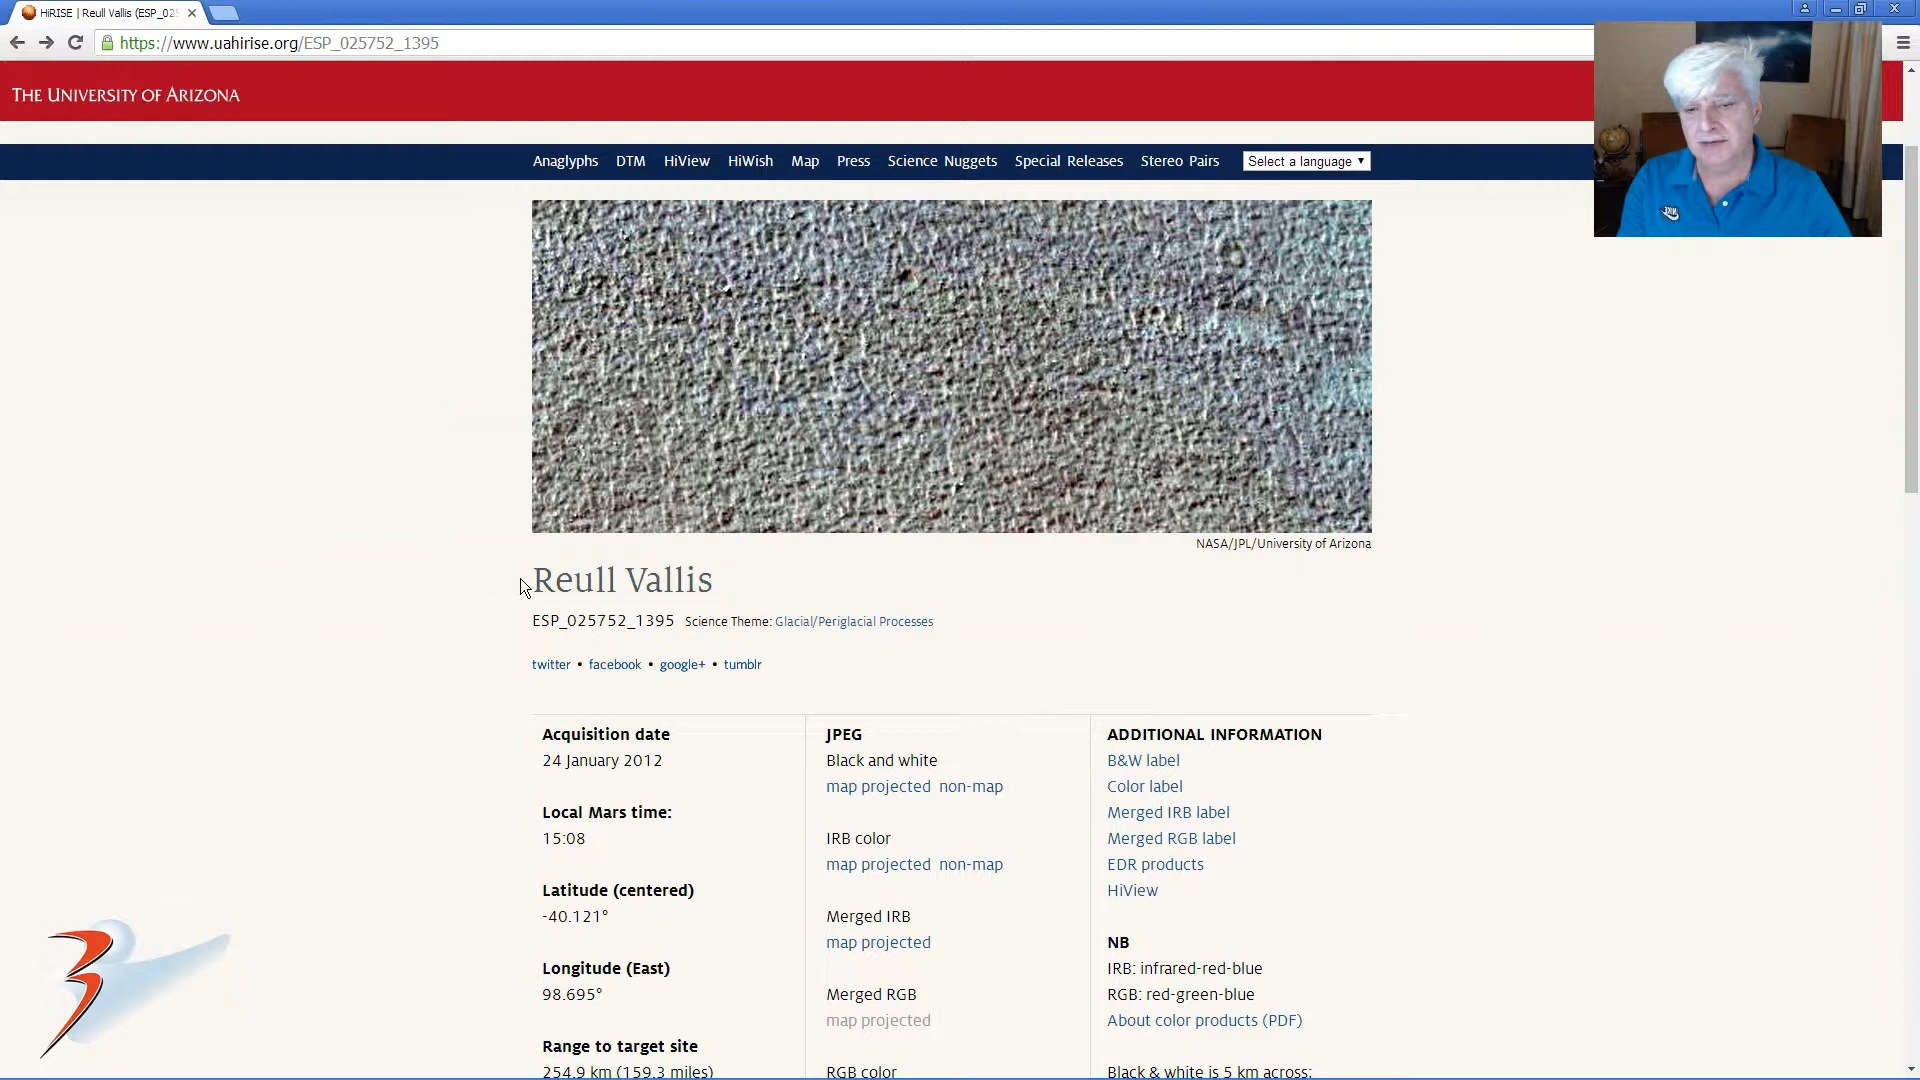 HiRISE | Reull Vallis (ESP_02
https://www.uahirise.org/ESP_025752_1395
THE UNIVERSITY OF ARIZONA
Anaglyphs DTM HiView HiWish Map Press Science Nuggets Special Releases Stereo Pairs Select a language
NASA/JPL/University of Arizona
Reull Vallis
ESP_025752_1395 Science Theme: Glacial/Periglacial Processes
twitter • facebook • google+ • tumblr
Acquisition date
24 January 2012
Local Mars time:
15:08
Latitude (centered)
-40.121°
Longitude (East)
98.695°
Range to target site
254.9 km (159.3 miles)
JPEG
Black and white
map projected non-map
IRB color
map projected non-map
Merged IRB
map projected
Merged RGB
map projected
RGB color
ADDITIONAL INFORMATION
B&W label
Color label
Merged IRB label
Merged RGB label
EDR products
HiView
NB
IRB: infrared-red-blue
RGB: red-green-blue
About color products (PDF)
Black & white is 5 km across;